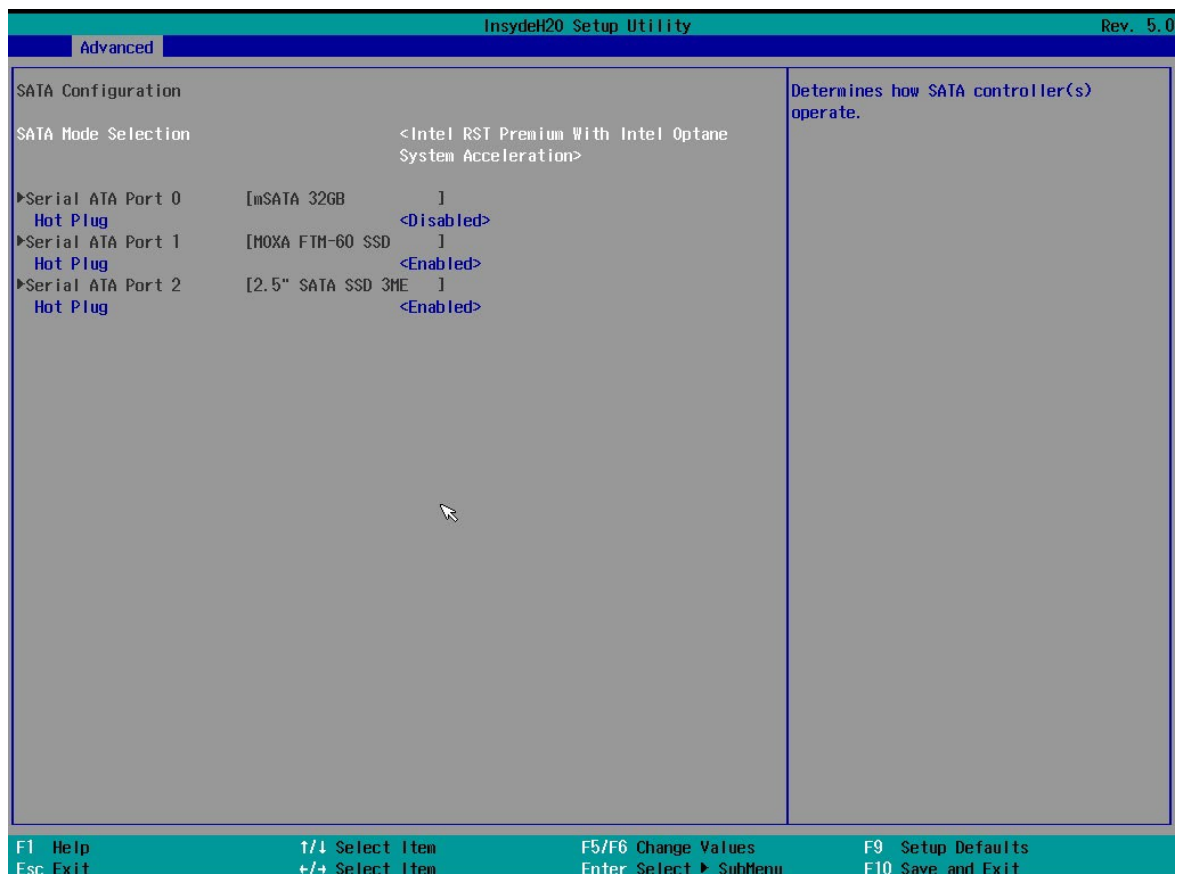 InsydeH2O Setup Utility Rev. 5.0
Advanced
SATA Configuration
SATA Mode Selection <Intel RST Premium With Intel Optane
System Acceleration>
▶Serial ATA Port 0 [mSATA 32GB ]
Hot Plug <Disabled>
▶Serial ATA Port 1 [MOXA FTM-60 SSD ]
Hot Plug <Enabled>
▶Serial ATA Port 2 [2.5" SATA SSD 3ME ]
Hot Plug <Enabled>
Determines how SATA controller(s)
operate.
F1 Help ↑/↓ Select Item F5/F6 Change Values F9 Setup Defaults
Esc Exit ←/→ Select Item Enter Select ▶ SubMenu F10 Save and Exit